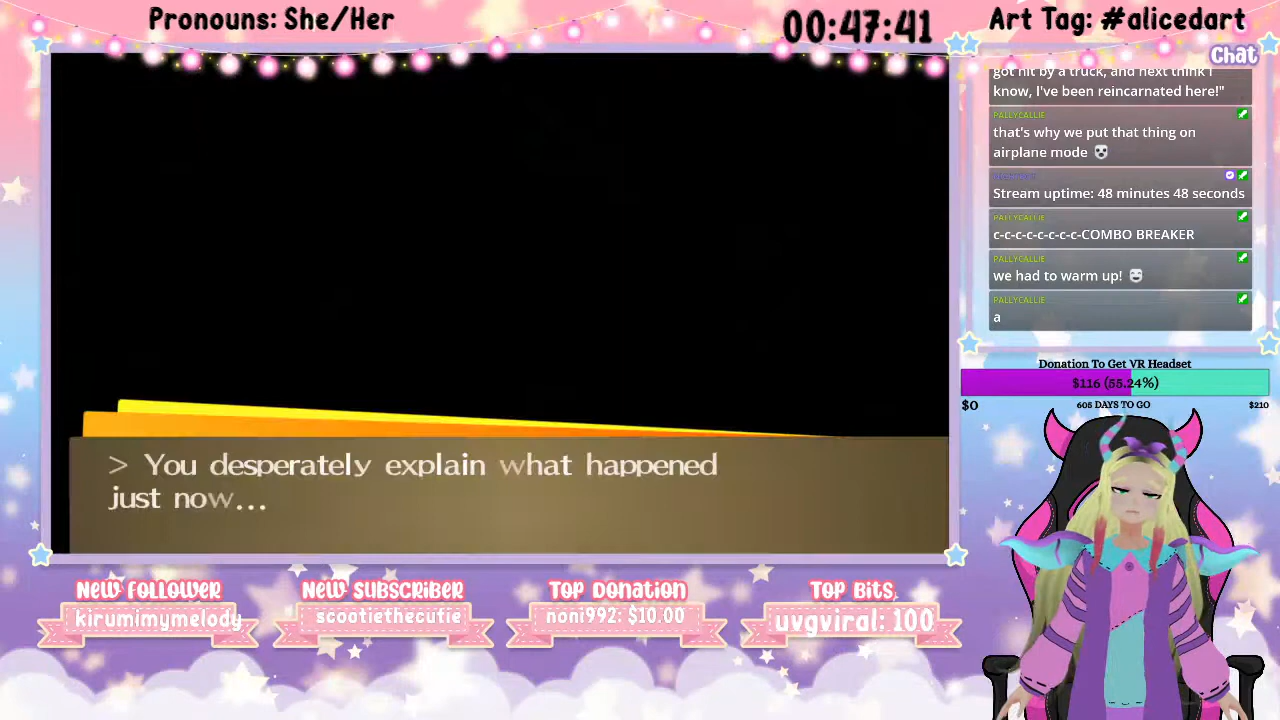 Pronouns: She/Her
00:47:41
Art Tag: #alicedart
Chat
got hit by a truck, and next think I
know, I've been reincarnated here!"
PALLYCALLIE
that's why we put that thing on
airplane mode
Stream uptime: 48 minutes 48 seconds
PALLYCALLIE
c-c-c-c-c-c-c-c-COMBO BREAKER
PALLYCALLIE
we had to warm up!
PALLYCALLIE
a
Donation To Get VR Headset
$116 (55.24%)
$0
606 DAYS TO GO
$210
> You desperately explain what happened
just now...
New Follower
kirumimymelody
New Subscriber
scootiethecutie
Top Donation
noni992: $10.00
Top Bits
uvgviral: 100